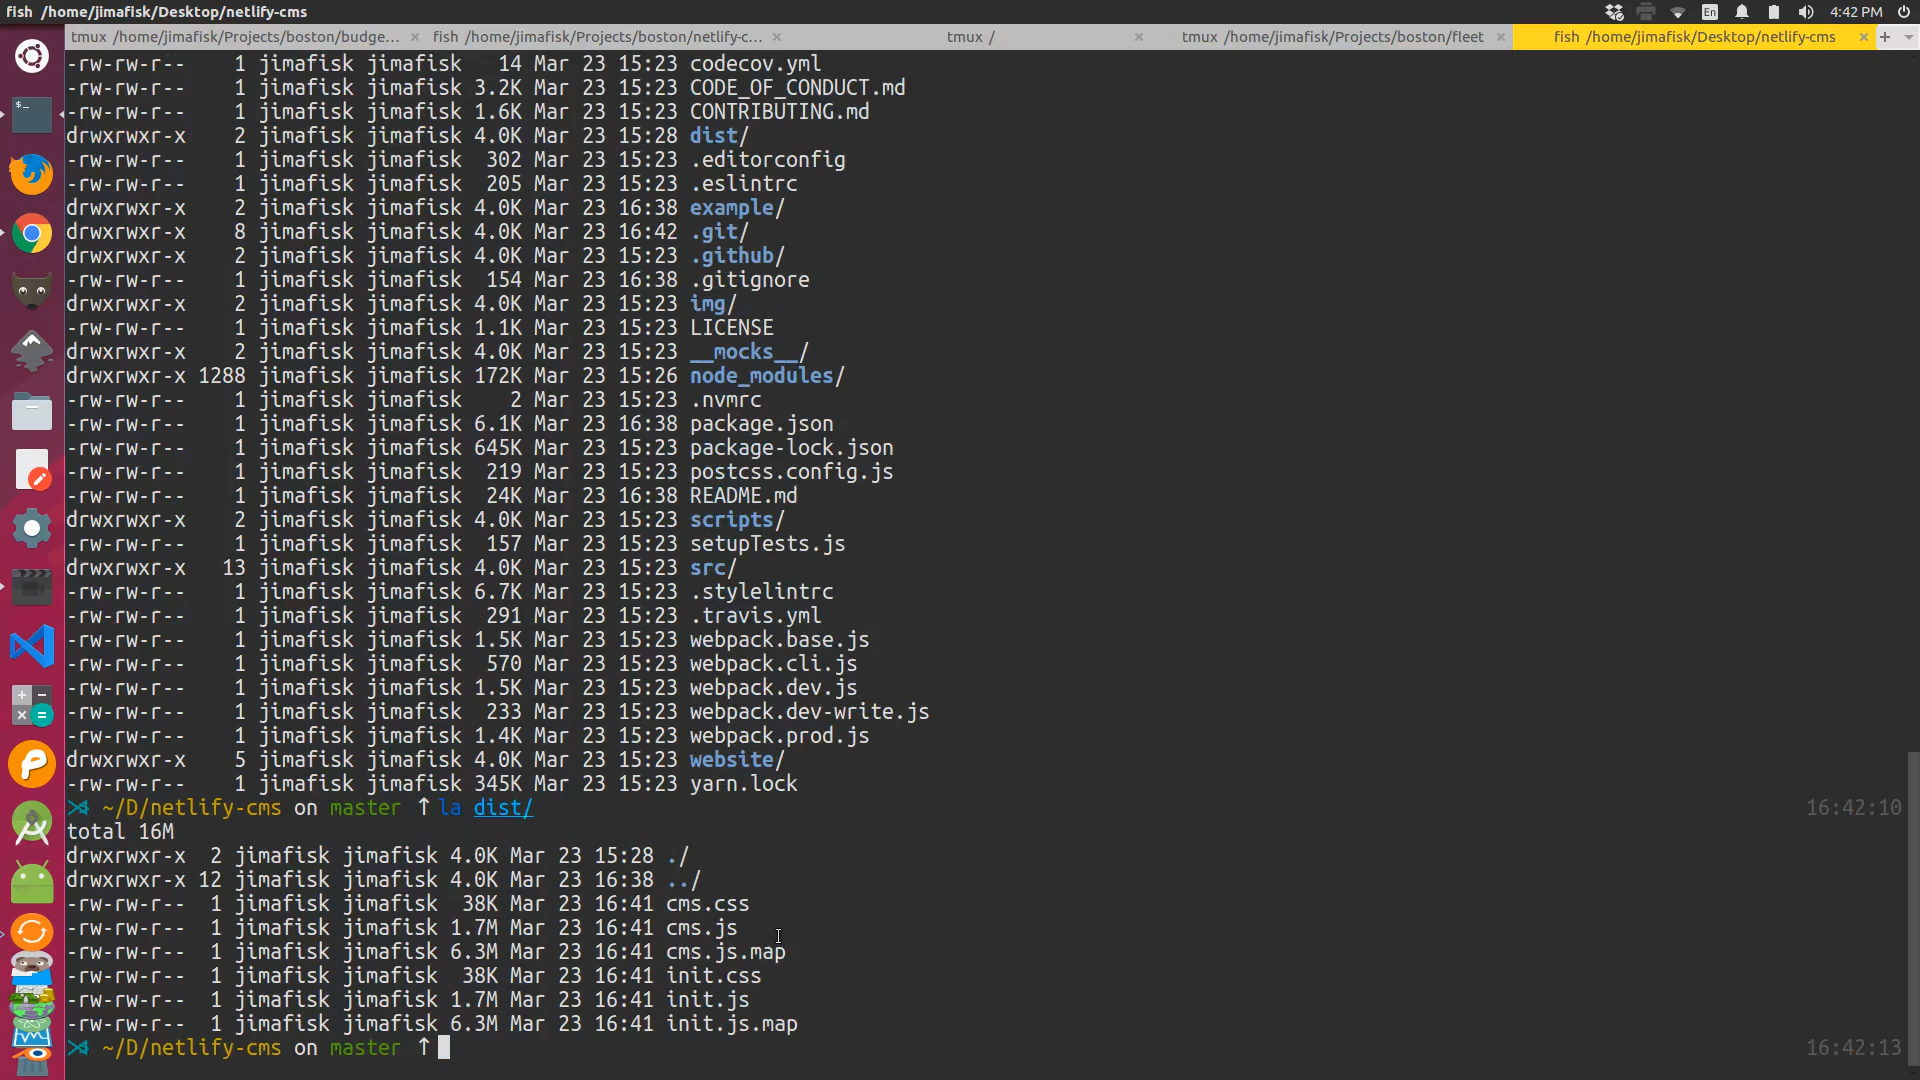 fish /home/jimafisk/Desktop/netlify-cms
En
4:42 PM
tmux /home/jimafisk/Projects/boston/budge... ×
fish /home/jimafisk/Projects/boston/netlify-c... ×
tmux / ×
tmux /home/jimafisk/Projects/boston/fleet ×
fish /home/jimafisk/Desktop/netlify-cms × +
-rw-rw-r-- 1 jimafisk jimafisk 14 Mar 23 15:23 codecov.yml
-rw-rw-r-- 1 jimafisk jimafisk 3.2K Mar 23 15:23 CODE_OF_CONDUCT.md
-rw-rw-r-- 1 jimafisk jimafisk 1.6K Mar 23 15:23 CONTRIBUTING.md
drwxrwxr-x 2 jimafisk jimafisk 4.0K Mar 23 15:28 dist/
-rw-rw-r-- 1 jimafisk jimafisk 302 Mar 23 15:23 .editorconfig
-rw-rw-r-- 1 jimafisk jimafisk 205 Mar 23 15:23 .eslintrc
drwxrwxr-x 2 jimafisk jimafisk 4.0K Mar 23 16:38 example/
drwxrwxr-x 8 jimafisk jimafisk 4.0K Mar 23 16:42 .git/
drwxrwxr-x 2 jimafisk jimafisk 4.0K Mar 23 15:23 .github/
-rw-rw-r-- 1 jimafisk jimafisk 154 Mar 23 16:38 .gitignore
drwxrwxr-x 2 jimafisk jimafisk 4.0K Mar 23 15:23 img/
-rw-rw-r-- 1 jimafisk jimafisk 1.1K Mar 23 15:23 LICENSE
drwxrwxr-x 2 jimafisk jimafisk 4.0K Mar 23 15:23 __mocks__/
drwxrwxr-x 1288 jimafisk jimafisk 172K Mar 23 15:26 node_modules/
-rw-rw-r-- 1 jimafisk jimafisk 2 Mar 23 15:23 .nvmrc
-rw-rw-r-- 1 jimafisk jimafisk 6.1K Mar 23 16:38 package.json
-rw-rw-r-- 1 jimafisk jimafisk 645K Mar 23 15:23 package-lock.json
-rw-rw-r-- 1 jimafisk jimafisk 219 Mar 23 15:23 postcss.config.js
-rw-rw-r-- 1 jimafisk jimafisk 24K Mar 23 16:38 README.md
drwxrwxr-x 2 jimafisk jimafisk 4.0K Mar 23 15:23 scripts/
-rw-rw-r-- 1 jimafisk jimafisk 157 Mar 23 15:23 setupTests.js
drwxrwxr-x 13 jimafisk jimafisk 4.0K Mar 23 15:23 src/
-rw-rw-r-- 1 jimafisk jimafisk 6.7K Mar 23 15:23 .stylelintrc
-rw-rw-r-- 1 jimafisk jimafisk 291 Mar 23 15:23 .travis.yml
-rw-rw-r-- 1 jimafisk jimafisk 1.5K Mar 23 15:23 webpack.base.js
-rw-rw-r-- 1 jimafisk jimafisk 570 Mar 23 15:23 webpack.cli.js
-rw-rw-r-- 1 jimafisk jimafisk 1.5K Mar 23 15:23 webpack.dev.js
-rw-rw-r-- 1 jimafisk jimafisk 233 Mar 23 15:23 webpack.dev-write.js
-rw-rw-r-- 1 jimafisk jimafisk 1.4K Mar 23 15:23 webpack.prod.js
drwxrwxr-x 5 jimafisk jimafisk 4.0K Mar 23 15:23 website/
-rw-rw-r-- 1 jimafisk jimafisk 345K Mar 23 15:23 yarn.lock
⋊> ~/D/netlify-cms on master ↑ la dist/ 16:42:10
total 16M
drwxrwxr-x 2 jimafisk jimafisk 4.0K Mar 23 15:28 ./
drwxrwxr-x 12 jimafisk jimafisk 4.0K Mar 23 16:38 ../
-rw-rw-r-- 1 jimafisk jimafisk 38K Mar 23 16:41 cms.css
-rw-rw-r-- 1 jimafisk jimafisk 1.7M Mar 23 16:41 cms.js
-rw-rw-r-- 1 jimafisk jimafisk 6.3M Mar 23 16:41 cms.js.map
-rw-rw-r-- 1 jimafisk jimafisk 38K Mar 23 16:41 init.css
-rw-rw-r-- 1 jimafisk jimafisk 1.7M Mar 23 16:41 init.js
-rw-rw-r-- 1 jimafisk jimafisk 6.3M Mar 23 16:41 init.js.map
⋊> ~/D/netlify-cms on master ↑ 16:42:13